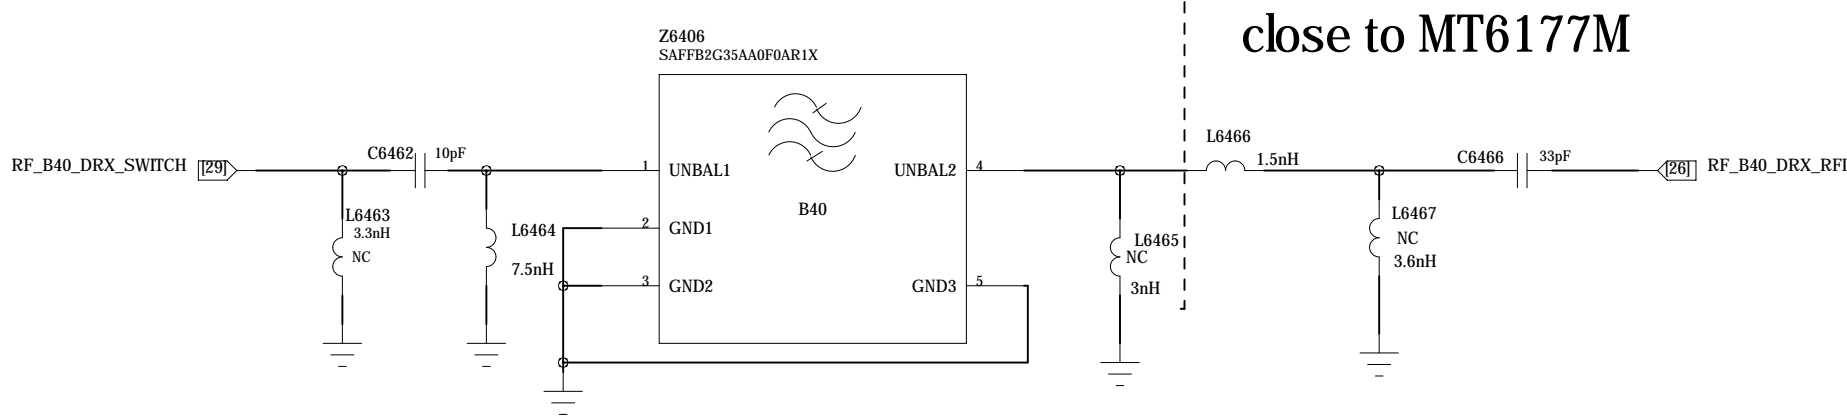 close to MT6177M
Z6406
SAFFB2G35AA0F0AR1X
RF_B40_DRX_SWITCH [29]
C6462 10pF
1 UNBAL1
UNBAL2 4
L6466
1.5nH
C6466 33pF
[26] RF_B40_DRX_RFI
B40
L6463
3.3nH
NC
L6464
7.5nH
2 GND1
3 GND2
GND3 5
L6465
NC
3nH
L6467
NC
3.6nH